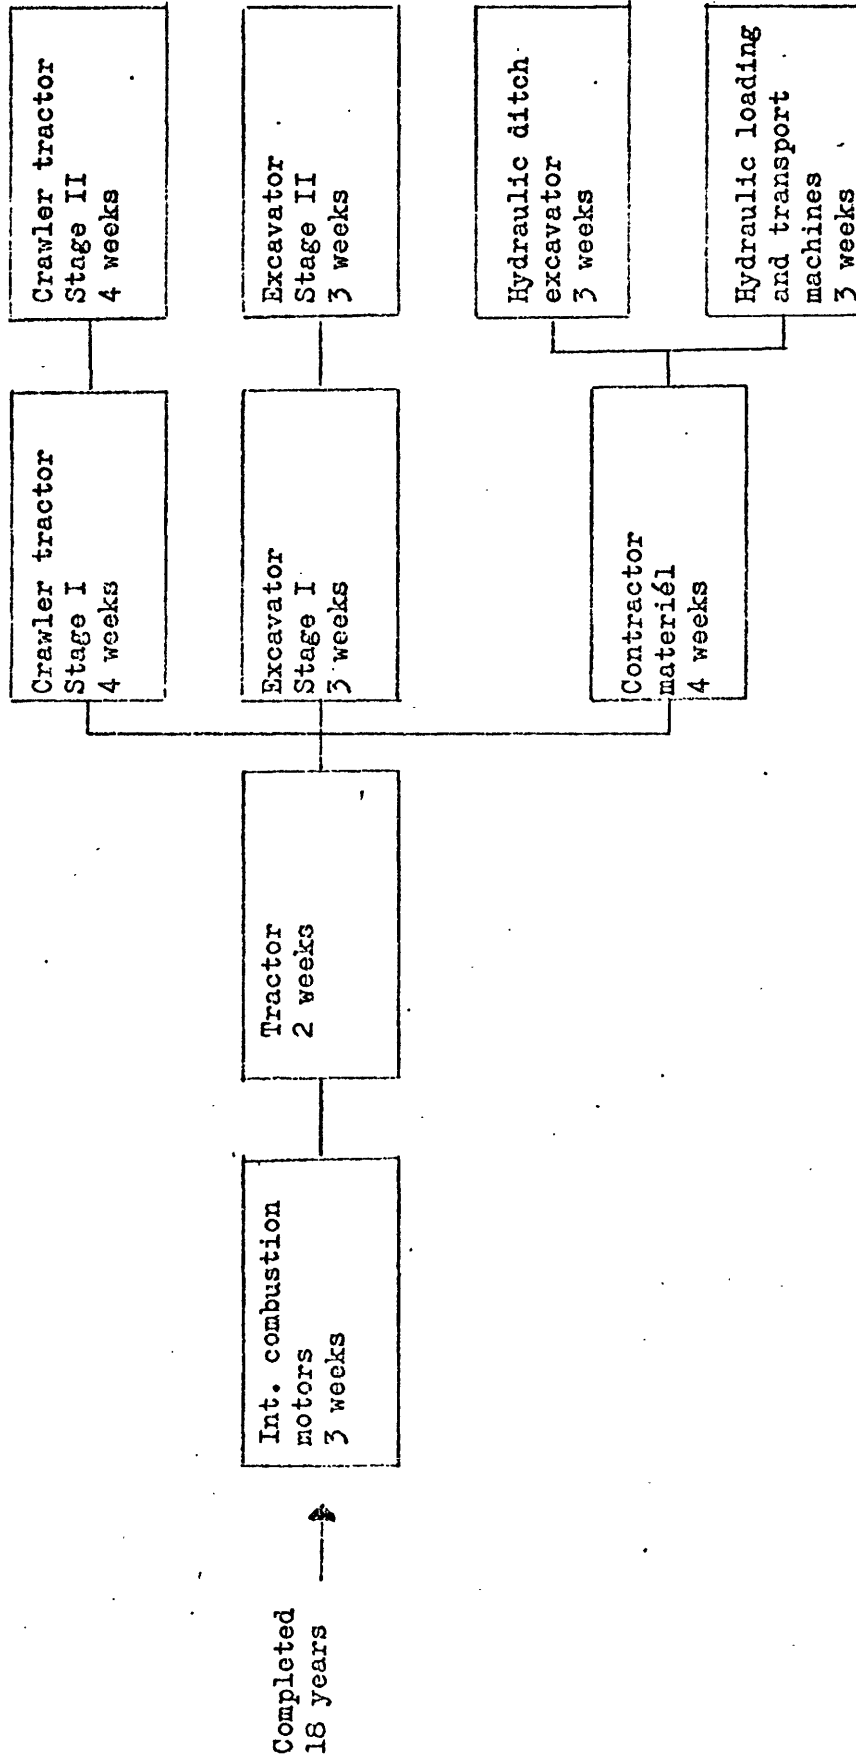 Completed
18 years
Int. combustion
motors
3 weeks
Tractor
2 weeks
Crawler tractor
Stage I
4 weeks
Excavator
Stage I
3 weeks
Contractor
materiél
4 weeks
Crawler tractor
Stage II
4 weeks
Excavator
Stage II
3 weeks
Hydraulic ditch
excavator
3 weeks
Hydraulic loading
and transport
machines
3 weeks